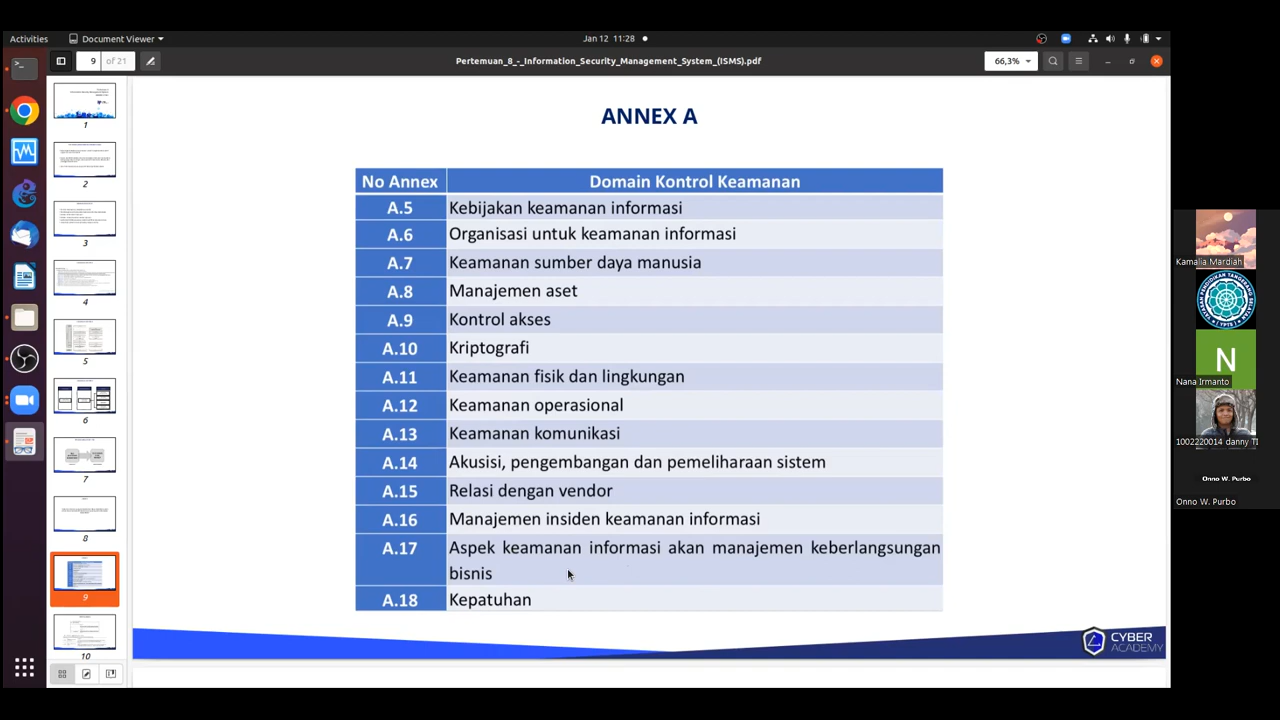 Activities
Document Viewer
Jan 12 11:28
9 of 21
Pertemuan_8_-_Information_Security_Management_System_(ISMS).pdf
66,3%
ANNEX A
No Annex Domain Kontrol Keamanan
A.5 Kebijakan keamanan informasi
A.6 Organisasi untuk keamanan informasi
A.7 Keamanan sumber daya manusia
A.8 Manajemen aset
A.9 Kontrol akses
A.10 Kriptografi
A.11 Keamanan fisik dan lingkungan
A.12 Keamanan operasional
A.13 Keamanan komunikasi
A.14 Akusisi, pengembangan dan pemeliharaan sistem
A.15 Relasi dengan vendor
A.16 Manajemen insiden keamanan informasi
A.17 Aspek keamanan informasi akan manajemen keberlangsungan
bisnis
A.18 Kepatuhan
CYBER
ACADEMY
1
2
3
4
5
6
7
8
9
10
Kamalia Mardiah
N
Nana Irmanto
1002220014 danny TI
Onno W. Purbo
Onno W. Purbo